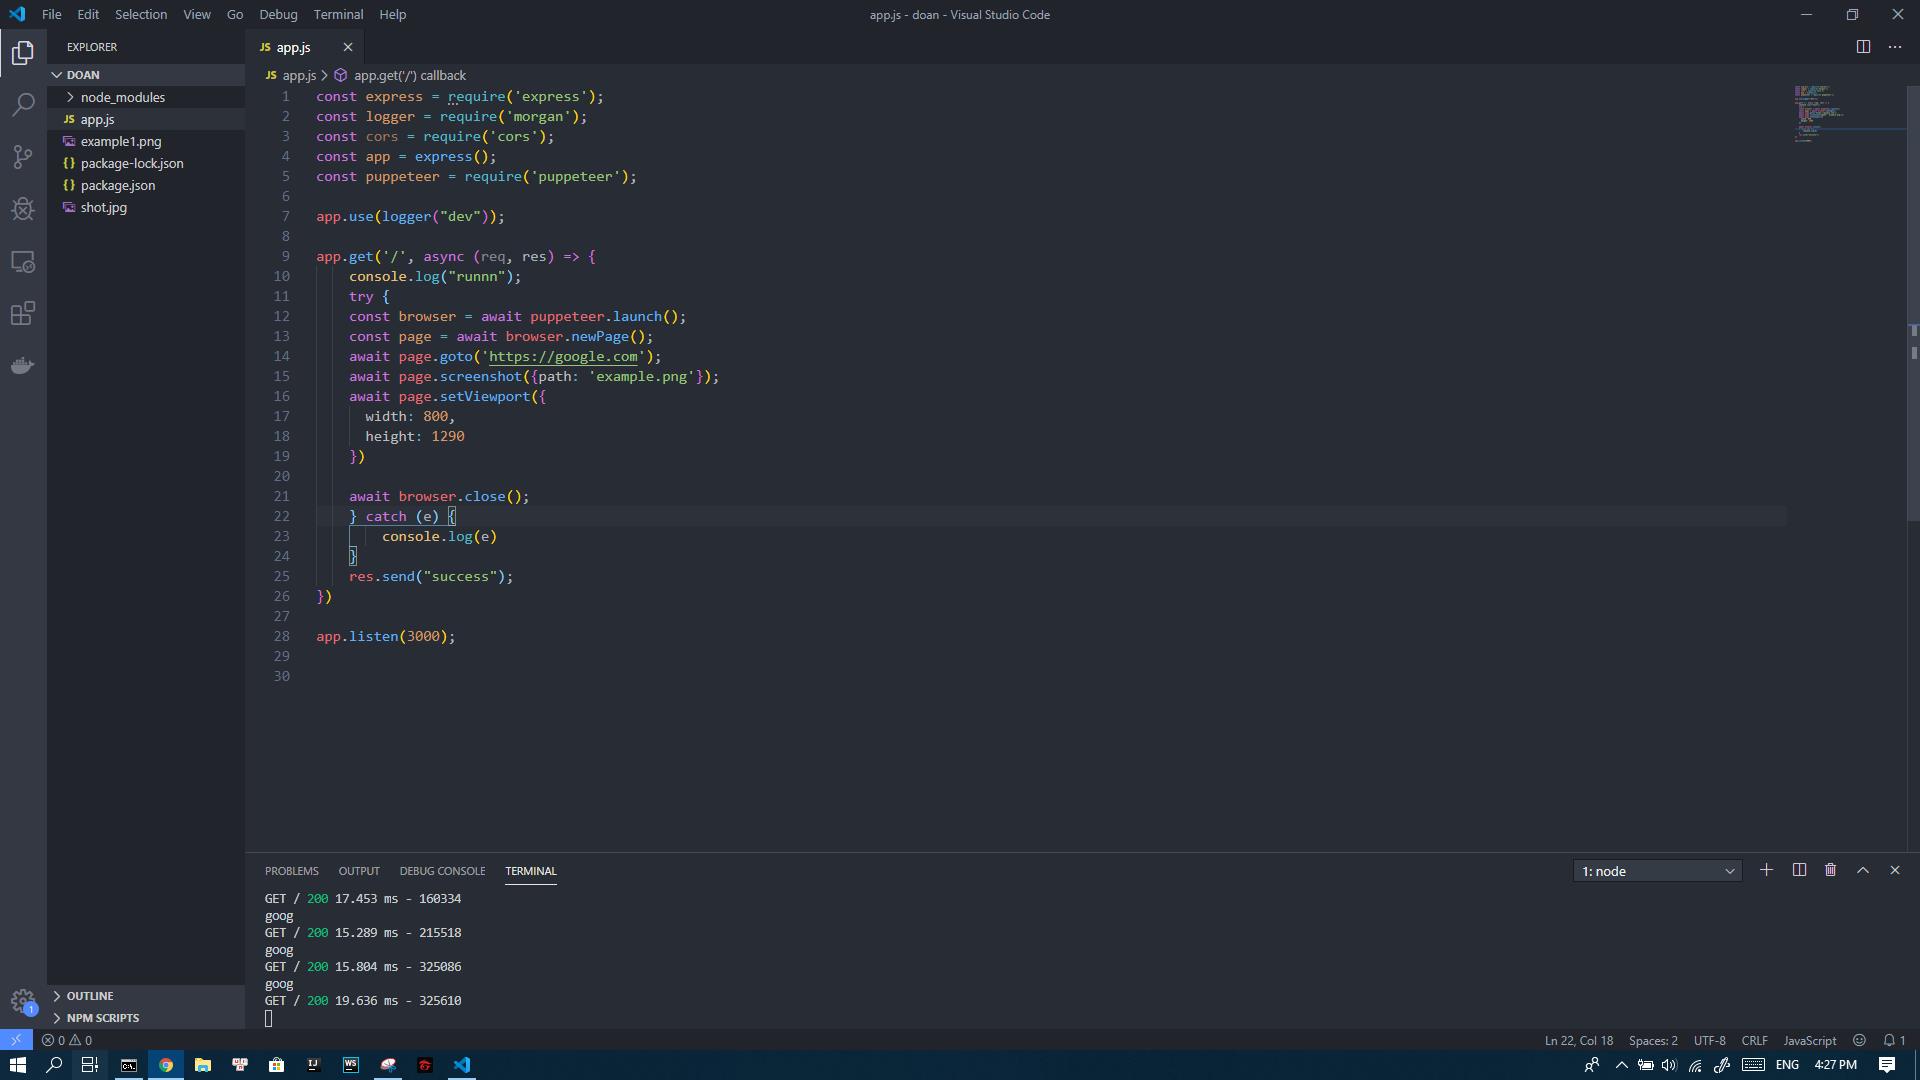 File Edit Selection View Go Debug Terminal Help
app.js - doan - Visual Studio Code
EXPLORER
DOAN
node_modules
JS app.js
example1.png
{} package-lock.json
{} package.json
shot.jpg
OUTLINE
NPM SCRIPTS
JS app.js
JS app.js > app.get('/') callback
1 const express = require('express');
2 const logger = require('morgan');
3 const cors = require('cors');
4 const app = express();
5 const puppeteer = require('puppeteer');
6
7 app.use(logger("dev"));
8
9 app.get('/', async (req, res) => {
10 console.log("runnn");
11 try {
12 const browser = await puppeteer.launch();
13 const page = await browser.newPage();
14 await page.goto('https://google.com');
15 await page.screenshot({path: 'example.png'});
16 await page.setViewport({
17 width: 800,
18 height: 1290
19 })
20
21 await browser.close();
22 } catch (e) {
23 console.log(e)
24 }
25 res.send("success");
26 })
27
28 app.listen(3000);
29
30
PROBLEMS OUTPUT DEBUG CONSOLE TERMINAL
1: node
GET / 200 17.453 ms - 160334
goog
GET / 200 15.289 ms - 215518
goog
GET / 200 15.804 ms - 325086
goog
GET / 200 19.636 ms - 325610
1
0 0
Ln 22, Col 18 Spaces: 2 UTF-8 CRLF JavaScript 1
C:\. IJ WS
ENG 4:27 PM